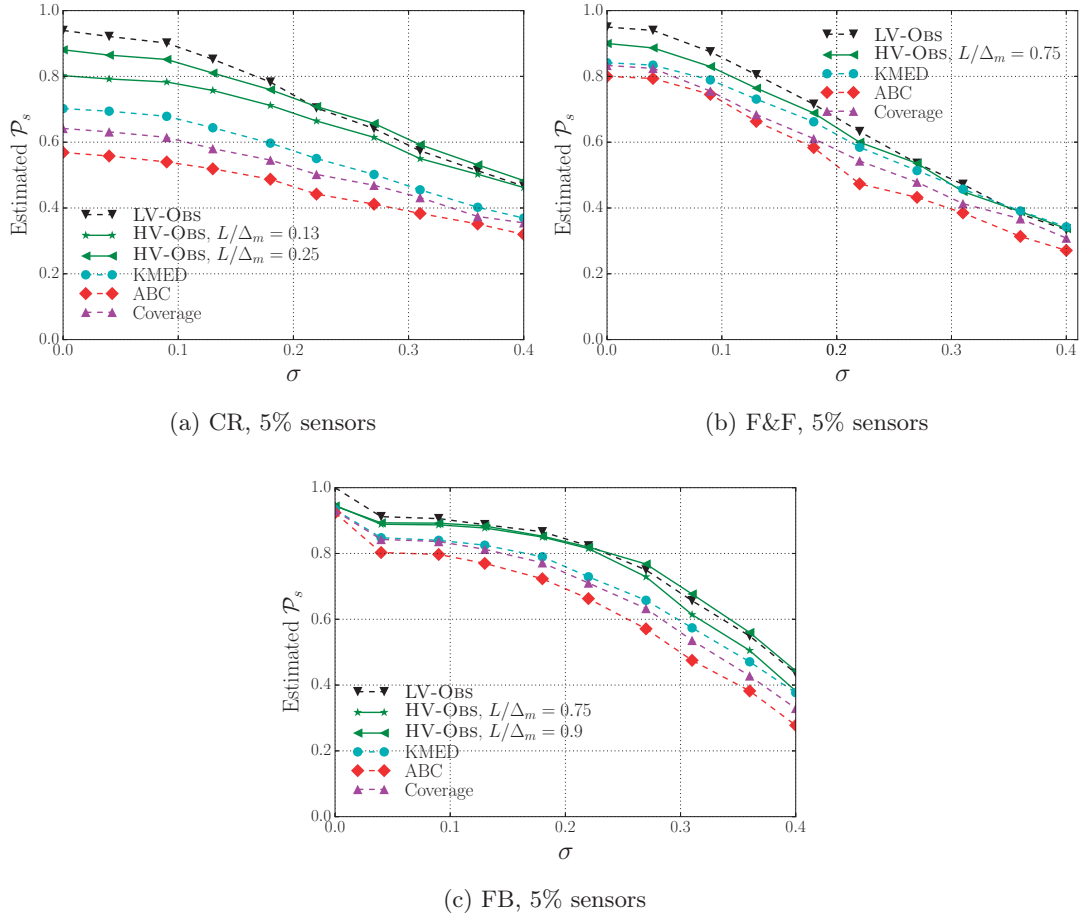 1.0
0.8
0.6
0.4
0.2
0.0
Estimated 𝒫ₛ
LV-Obs
HV-Obs, L/Δₘ = 0.13
HV-Obs, L/Δₘ = 0.25
KMED
ABC
Coverage
0.0 0.1 0.2 0.3 0.4
σ
(a) CR, 5% sensors
1.0
0.8
0.6
0.4
0.2
0.0
Estimated 𝒫ₛ
LV-Obs
HV-Obs, L/Δₘ = 0.75
KMED
ABC
Coverage
0.0 0.1 0.2 0.3 0.4
σ
(b) F&F, 5% sensors
1.0
0.8
0.6
0.4
0.2
0.0
Estimated 𝒫ₛ
LV-Obs
HV-Obs, L/Δₘ = 0.75
HV-Obs, L/Δₘ = 0.9
KMED
ABC
Coverage
0.0 0.1 0.2 0.3 0.4
σ
(c) FB, 5% sensors